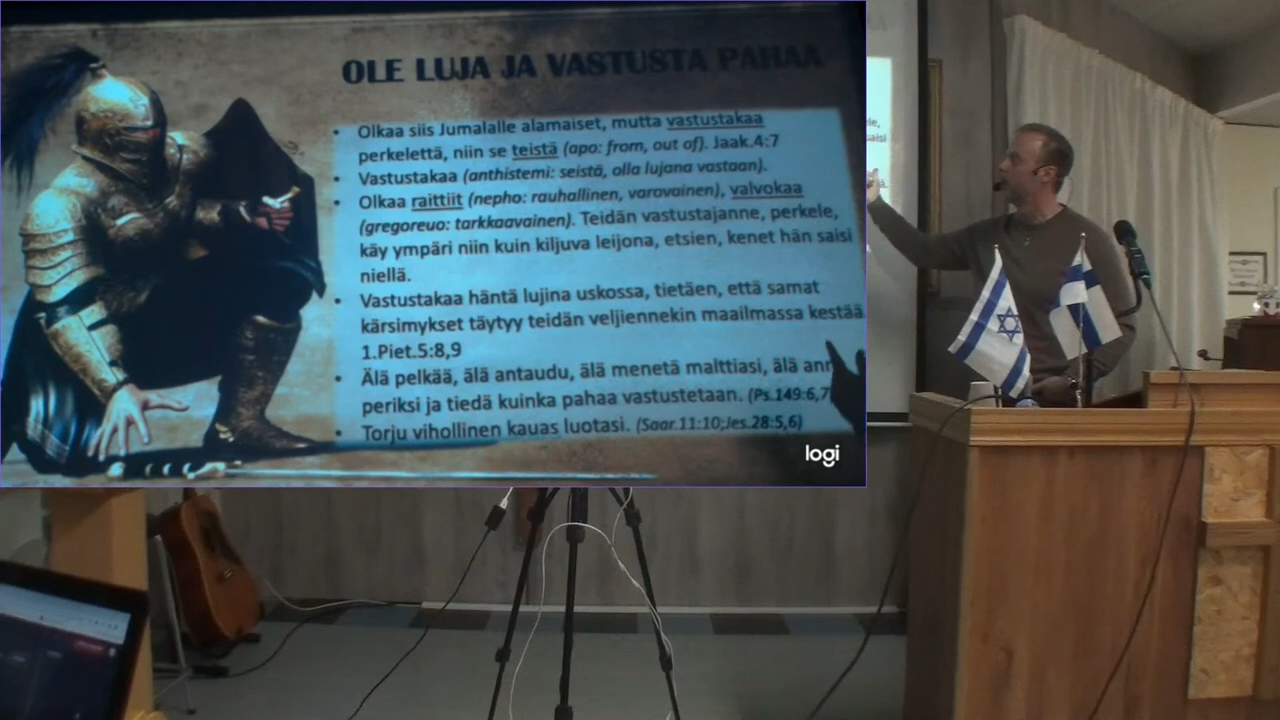 OLE LUJA JA VASTUSTA PAHAA
• Olkaa siis Jumalalle alamaiset, mutta vastustakaa
perkelettä, niin se teistä (apo: from, out of). Jaak.4:7
• Vastustakaa (anthistemi: seistä, olla lujana vastaan).
• Olkaa raittiit (nepho: rauhallinen, varovainen), valvokaa
(gregoreuo: tarkkaavainen). Teidän vastustajanne, perkele,
käy ympäri niin kuin kiljuva leijona, etsien, kenet hän saisi
niellä.
• Vastustakaa häntä lujina uskossa, tietäen, että samat
kärsimykset täytyy teidän veljiennekin maailmassa kestää
1.Piet.5:8,9
• Älä pelkää, älä antaudu, älä menetä malttiasi, älä ann
periksi ja tiedä kuinka pahaa vastustetaan. (Ps.149:6,7
• Torju vihollinen kauas luotasi. (Saar.11:10;Jes.28:5,6)
logi